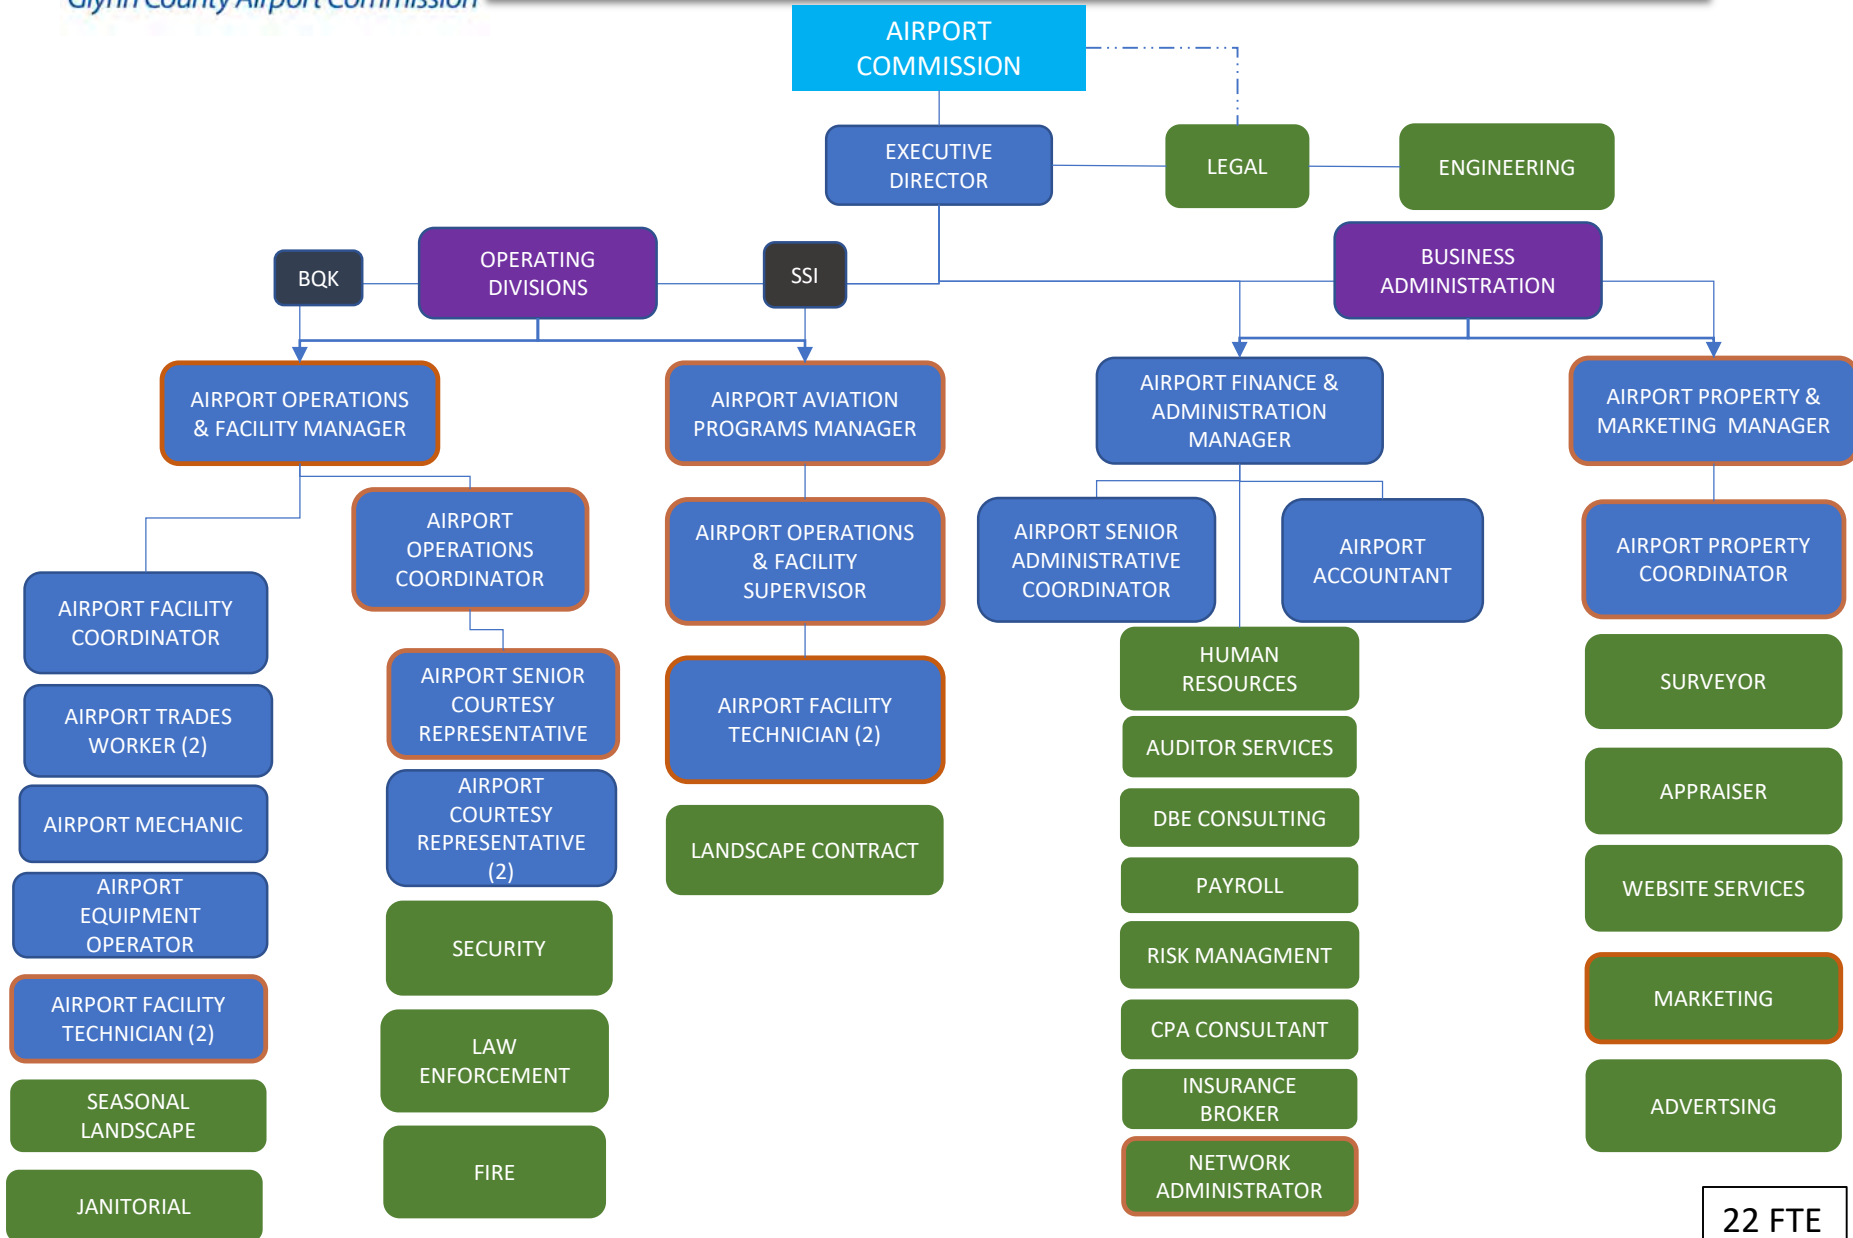 Glynn County Airport Commission
AIRPORT
COMMISSION
EXECUTIVE
DIRECTOR
LEGAL
ENGINEERING
BQK
OPERATING
DIVISIONS
SSI
BUSINESS
ADMINISTRATION
AIRPORT OPERATIONS
& FACILITY MANAGER
AIRPORT AVIATION
PROGRAMS MANAGER
AIRPORT FINANCE &
ADMINISTRATION
MANAGER
AIRPORT PROPERTY &
MARKETING MANAGER
AIRPORT FACILITY
COORDINATOR
AIRPORT TRADES
WORKER (2)
AIRPORT MECHANIC
AIRPORT
EQUIPMENT
OPERATOR
AIRPORT FACILITY
TECHNICIAN (2)
SEASONAL
LANDSCAPE
JANITORIAL
AIRPORT
OPERATIONS
COORDINATOR
AIRPORT SENIOR
COURTESY
REPRESENTATIVE
AIRPORT
COURTESY
REPRESENTATIVE
(2)
SECURITY
LAW
ENFORCEMENT
FIRE
AIRPORT OPERATIONS
& FACILITY
SUPERVISOR
AIRPORT FACILITY
TECHNICIAN (2)
LANDSCAPE CONTRACT
AIRPORT SENIOR
ADMINISTRATIVE
COORDINATOR
AIRPORT
ACCOUNTANT
HUMAN
RESOURCES
AUDITOR SERVICES
DBE CONSULTING
PAYROLL
RISK MANAGMENT
CPA CONSULTANT
INSURANCE
BROKER
NETWORK
ADMINISTRATOR
AIRPORT PROPERTY
COORDINATOR
SURVEYOR
APPRAISER
WEBSITE SERVICES
MARKETING
ADVERTSING
22 FTE